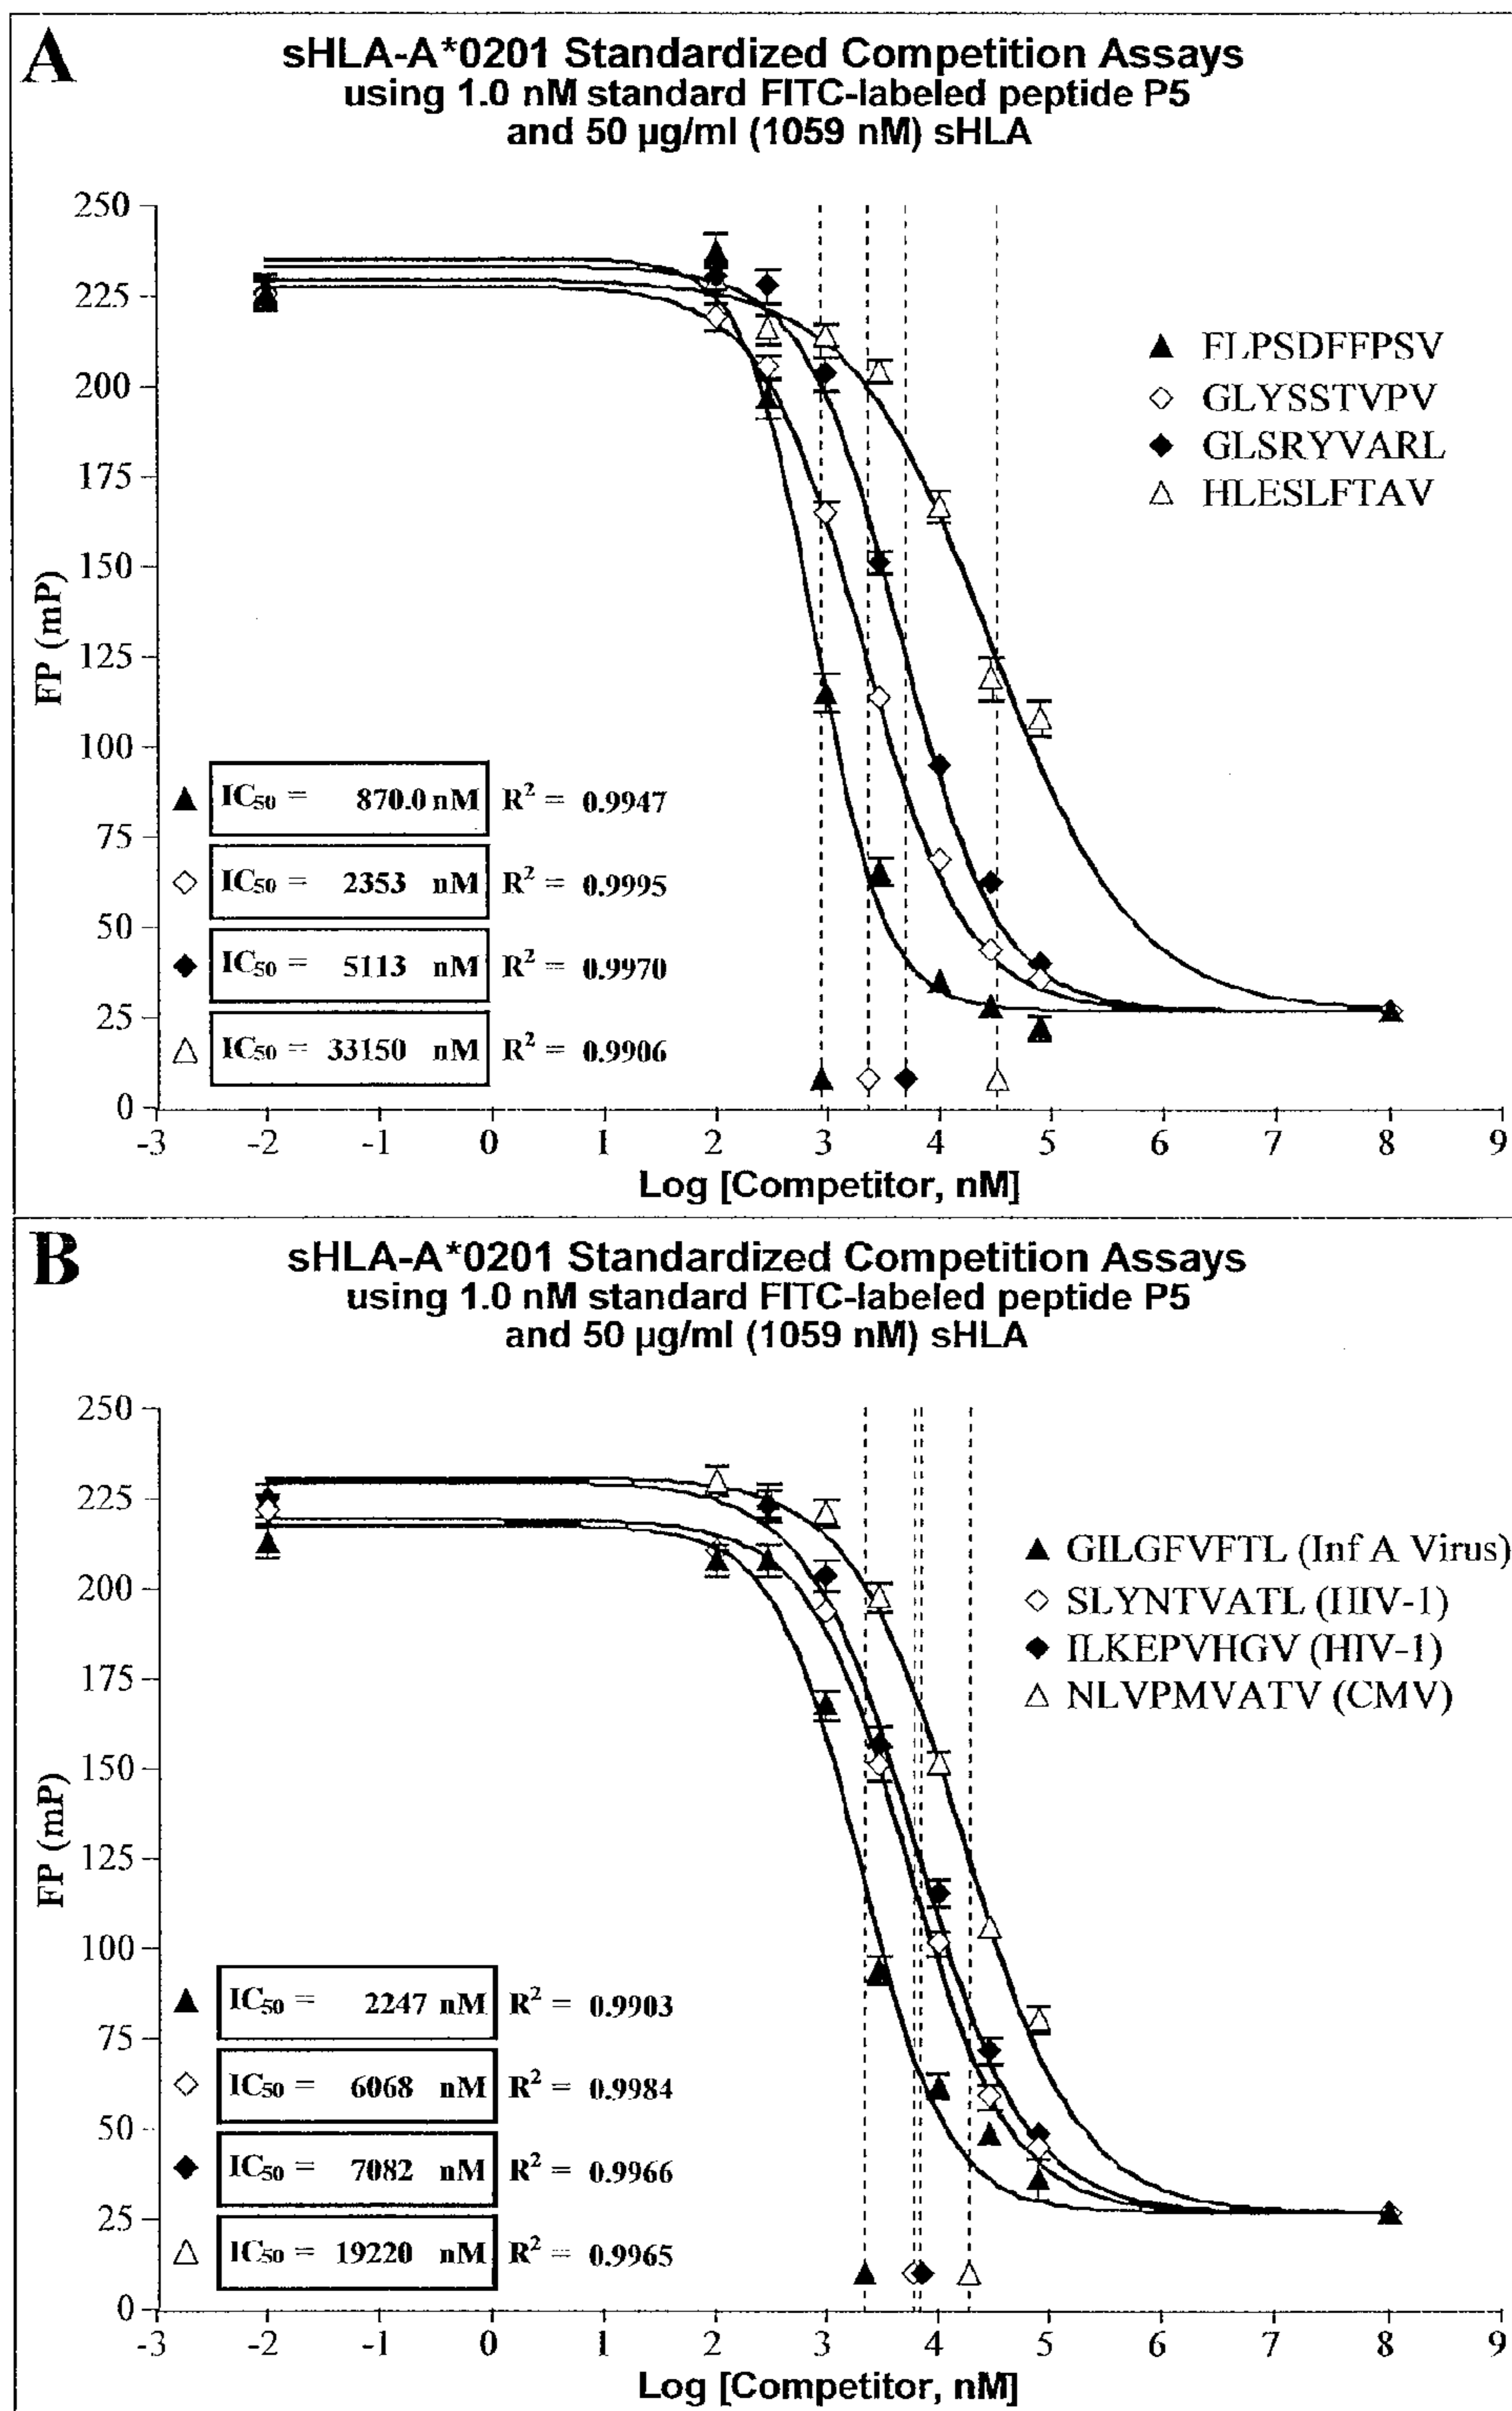 A
sHLA-A*0201 Standardized Competition Assays
using 1.0 nM standard FITC-labeled peptide P5
and 50 µg/ml (1059 nM) sHLA
250
225
200
175
150
125
100
75
50
25
0
FP (mP)
▲ FLPSDFFPSV
◇ GLYSSTVPV
◆ GLSRYVARL
△ HLESLFTAV
▲ IC₅₀ = 870.0 nM R² = 0.9947
◇ IC₅₀ = 2353 nM R² = 0.9995
◆ IC₅₀ = 5113 nM R² = 0.9970
△ IC₅₀ = 33150 nM R² = 0.9906
-3 -2 -1 0 1 2 3 4 5 6 7 8 9
Log [Competitor, nM]
B
sHLA-A*0201 Standardized Competition Assays
using 1.0 nM standard FITC-labeled peptide P5
and 50 µg/ml (1059 nM) sHLA
250
225
200
175
150
125
100
75
50
25
0
FP (mP)
▲ GILGFVFTL (Inf A Virus)
◇ SLYNTVATL (HIV-1)
◆ ILKEPVHGV (HIV-1)
△ NLVPMVATV (CMV)
▲ IC₅₀ = 2247 nM R² = 0.9903
◇ IC₅₀ = 6068 nM R² = 0.9984
◆ IC₅₀ = 7082 nM R² = 0.9966
△ IC₅₀ = 19220 nM R² = 0.9965
-3 -2 -1 0 1 2 3 4 5 6 7 8 9
Log [Competitor, nM]